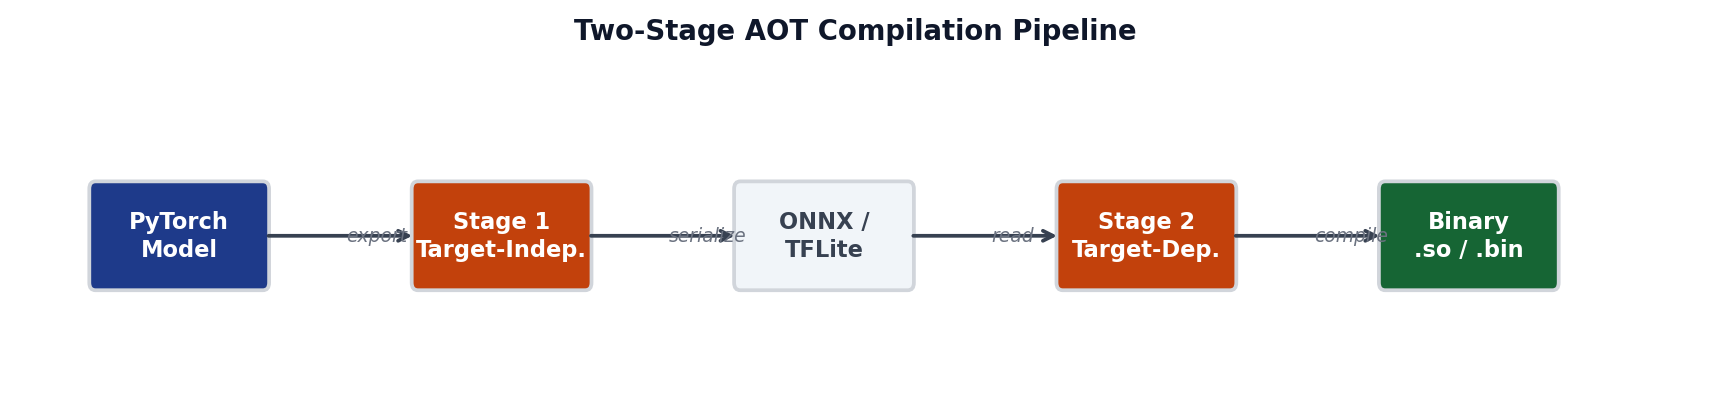 Two-Stage AOT Compilation Pipeline
PyTorch
Model
export
Stage 1
Target-Indep.
serialize
ONNX /
TFLite
read
Stage 2
Target-Dep.
compile
Binary
.so / .bin